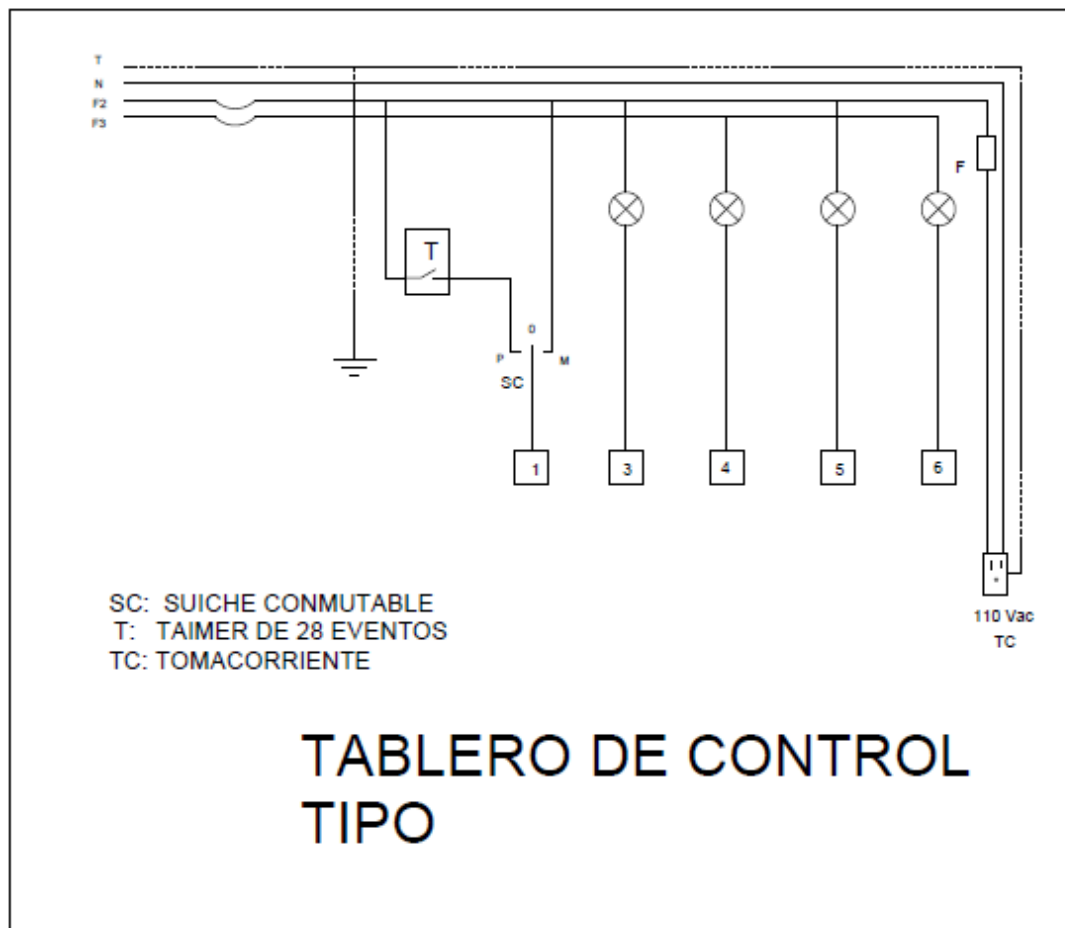 T
N
F2
F3
F
T
0
P
M
SC
1
3
4
5
6
110 Vac
TC
SC: SUICHE CONMUTABLE
T: TAIMER DE 28 EVENTOS
TC: TOMACORRIENTE
TABLERO DE CONTROL
TIPO